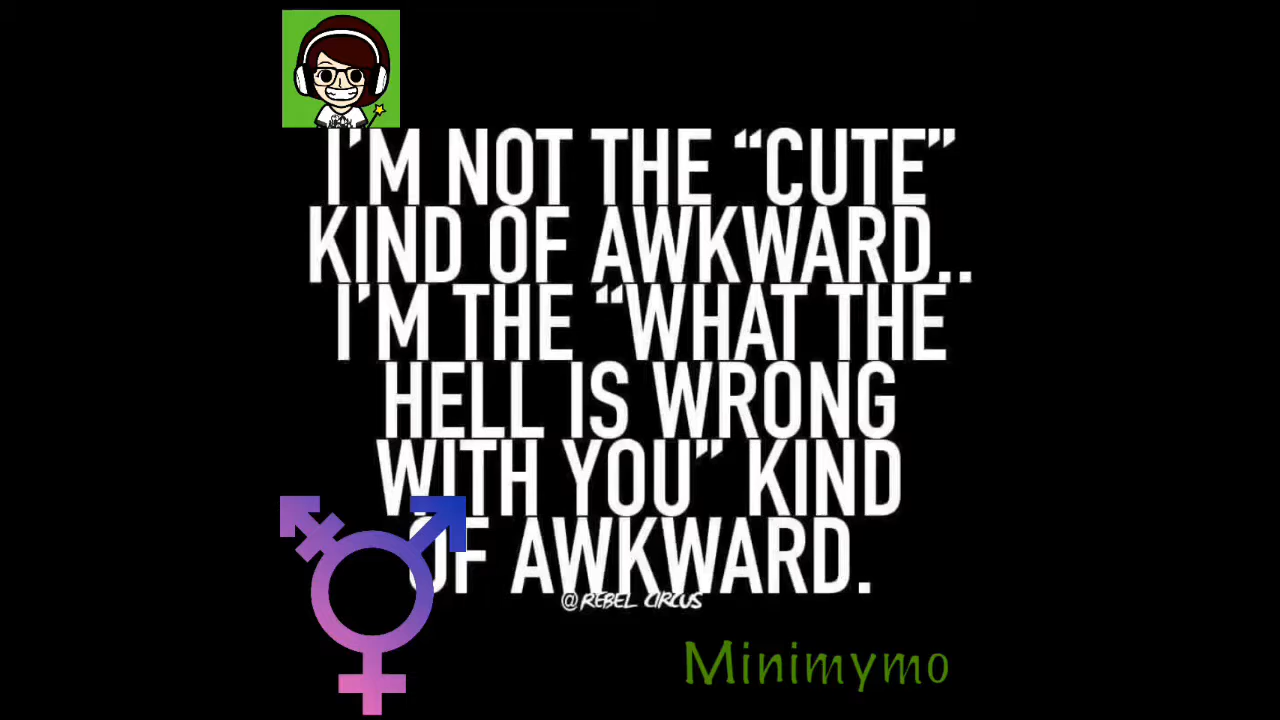 I'M NOT THE “CUTE”
KIND OF AWKWARD..
I'M THE “WHAT THE
HELL IS WRONG
WITH YOU” KIND
OF AWKWARD.
@REBEL CIRCUS
Minimymo